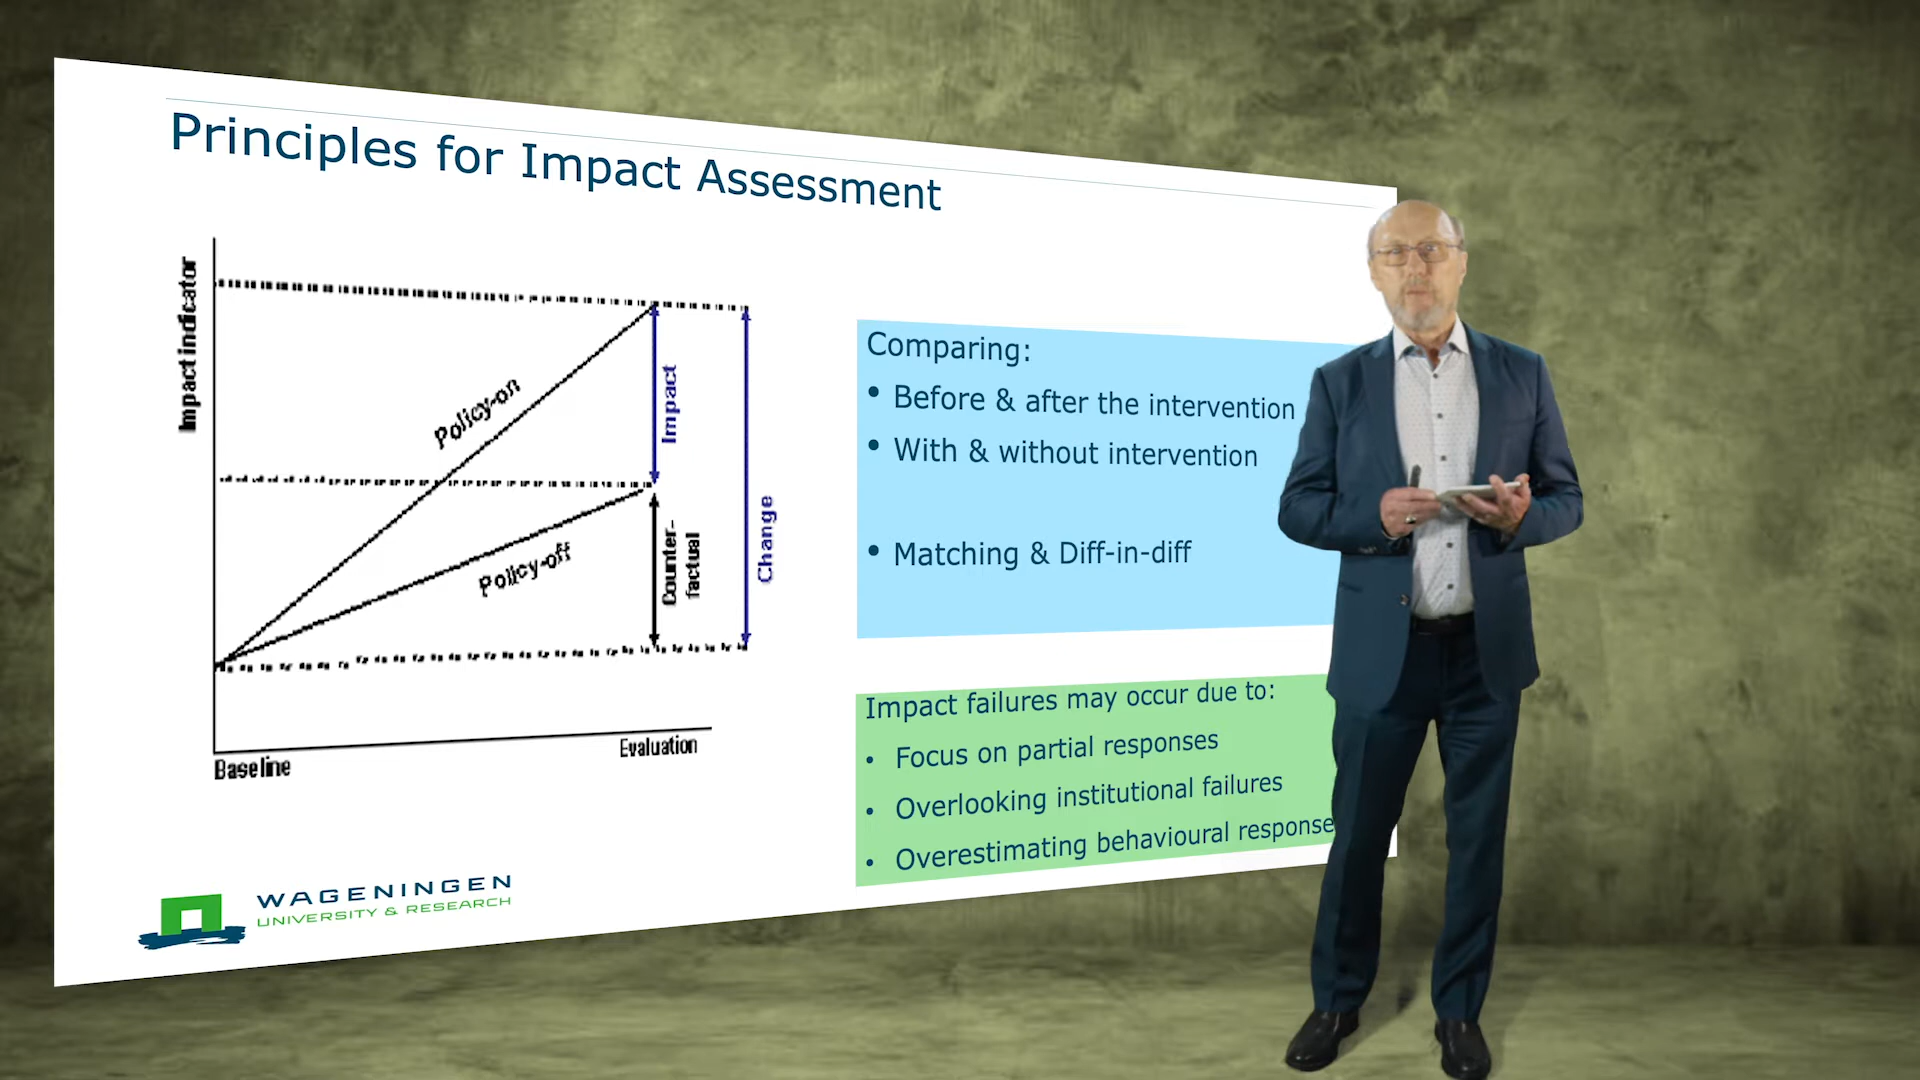 Principles for Impact Assessment
Impact indicator
Policy-on
Policy-off
Impact
Counter-
factual
Change
Baseline
Evaluation
Comparing:
• Before & after the intervention
• With & without intervention
• Matching & Diff-in-diff
Impact failures may occur due to:
• Focus on partial responses
• Overlooking institutional failures
• Overestimating behavioural response
WAGENINGEN
UNIVERSITY & RESEARCH